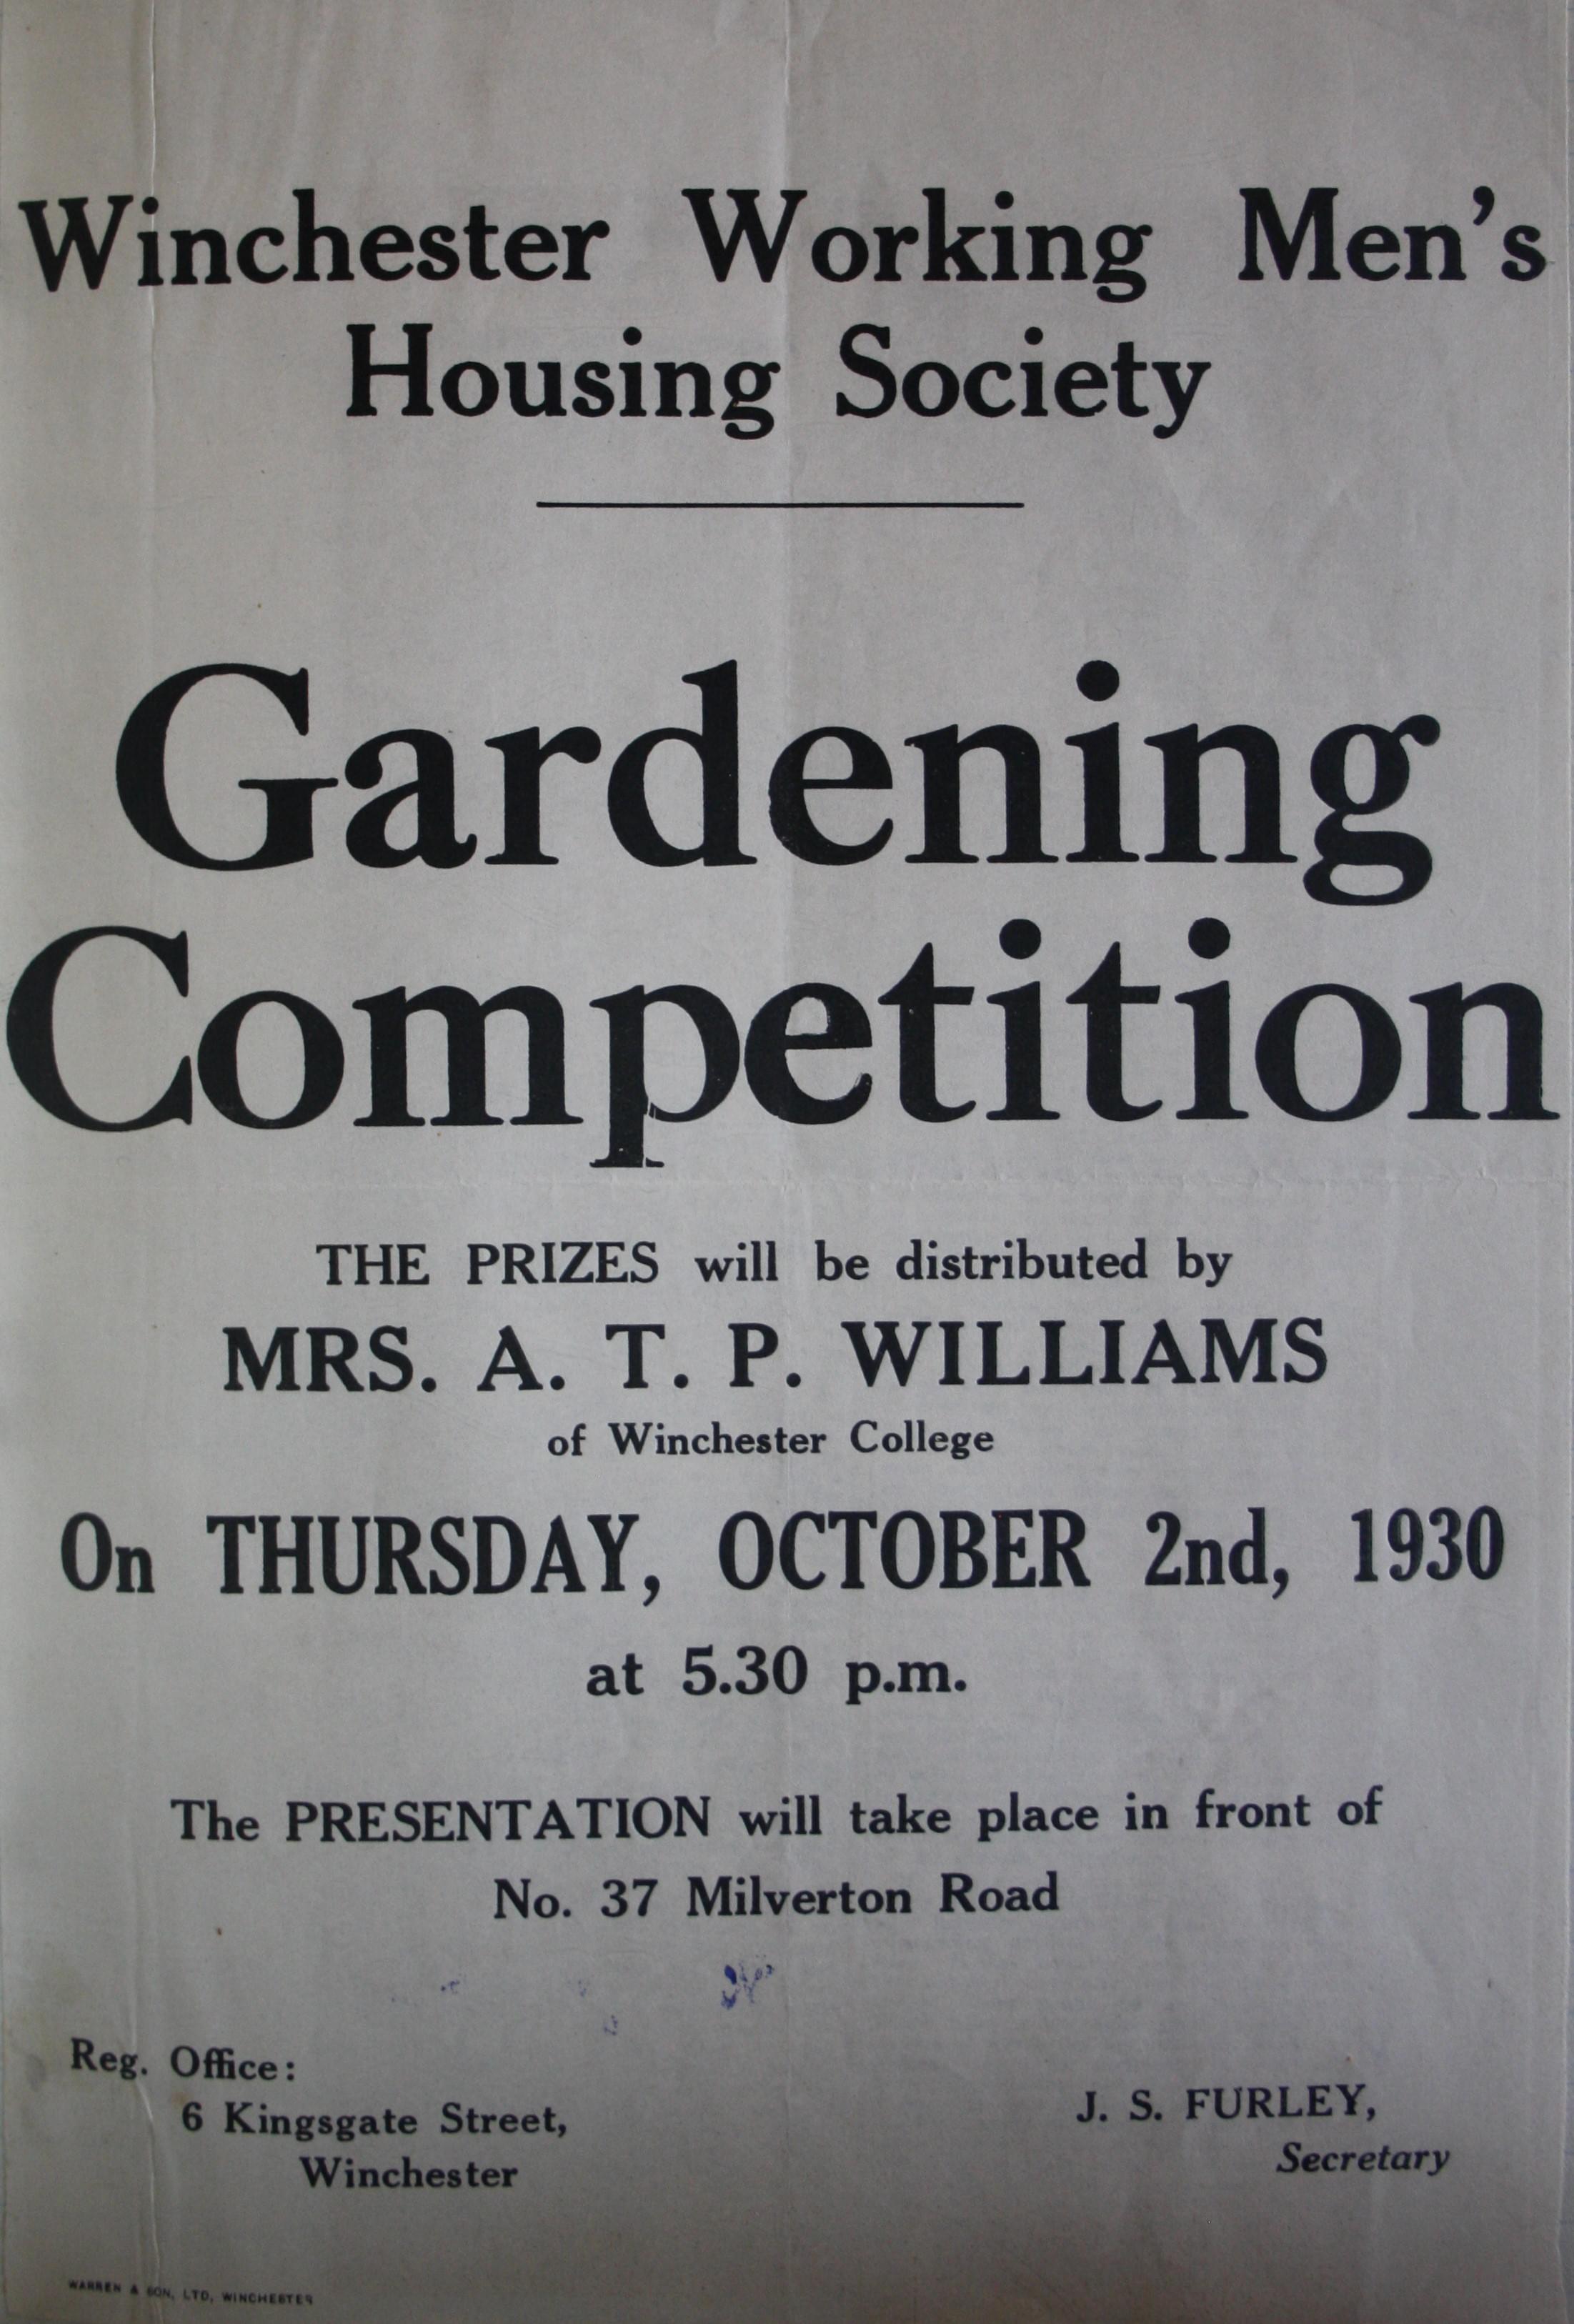 Winchester Working Men's
Housing Society
Gardening
Competition
THE PRIZES will be distributed by
MRS. A. T. P. WILLIAMS
of Winchester College
On THURSDAY, OCTOBER 2nd, 1930
at 5.30 p.m.
The PRESENTATION will take place in front of
No. 37 Milverton Road
Reg. Office:
6 Kingsgate Street,
Winchester
J. S. FURLEY,
Secretary
WARREN & SON, LTD, WINCHESTER